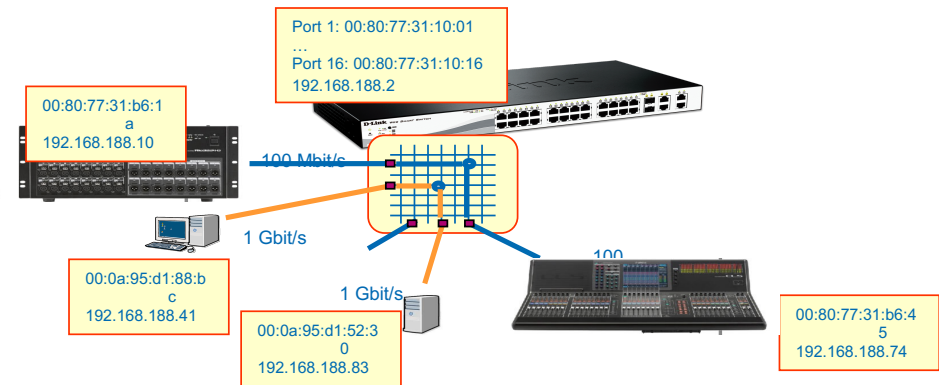 Port 1: 00:80:77:31:10:01
…
Port 16: 00:80:77:31:10:16
192.168.188.2
D-Link
00:80:77:31:b6:1
a
192.168.188.10
100 Mbit/s
1 Gbit/s
100
00:0a:95:d1:88:b
c
192.168.188.41
1 Gbit/s
00:0a:95:d1:52:3
0
192.168.188.83
00:80:77:31:b6:4
5
192.168.188.74